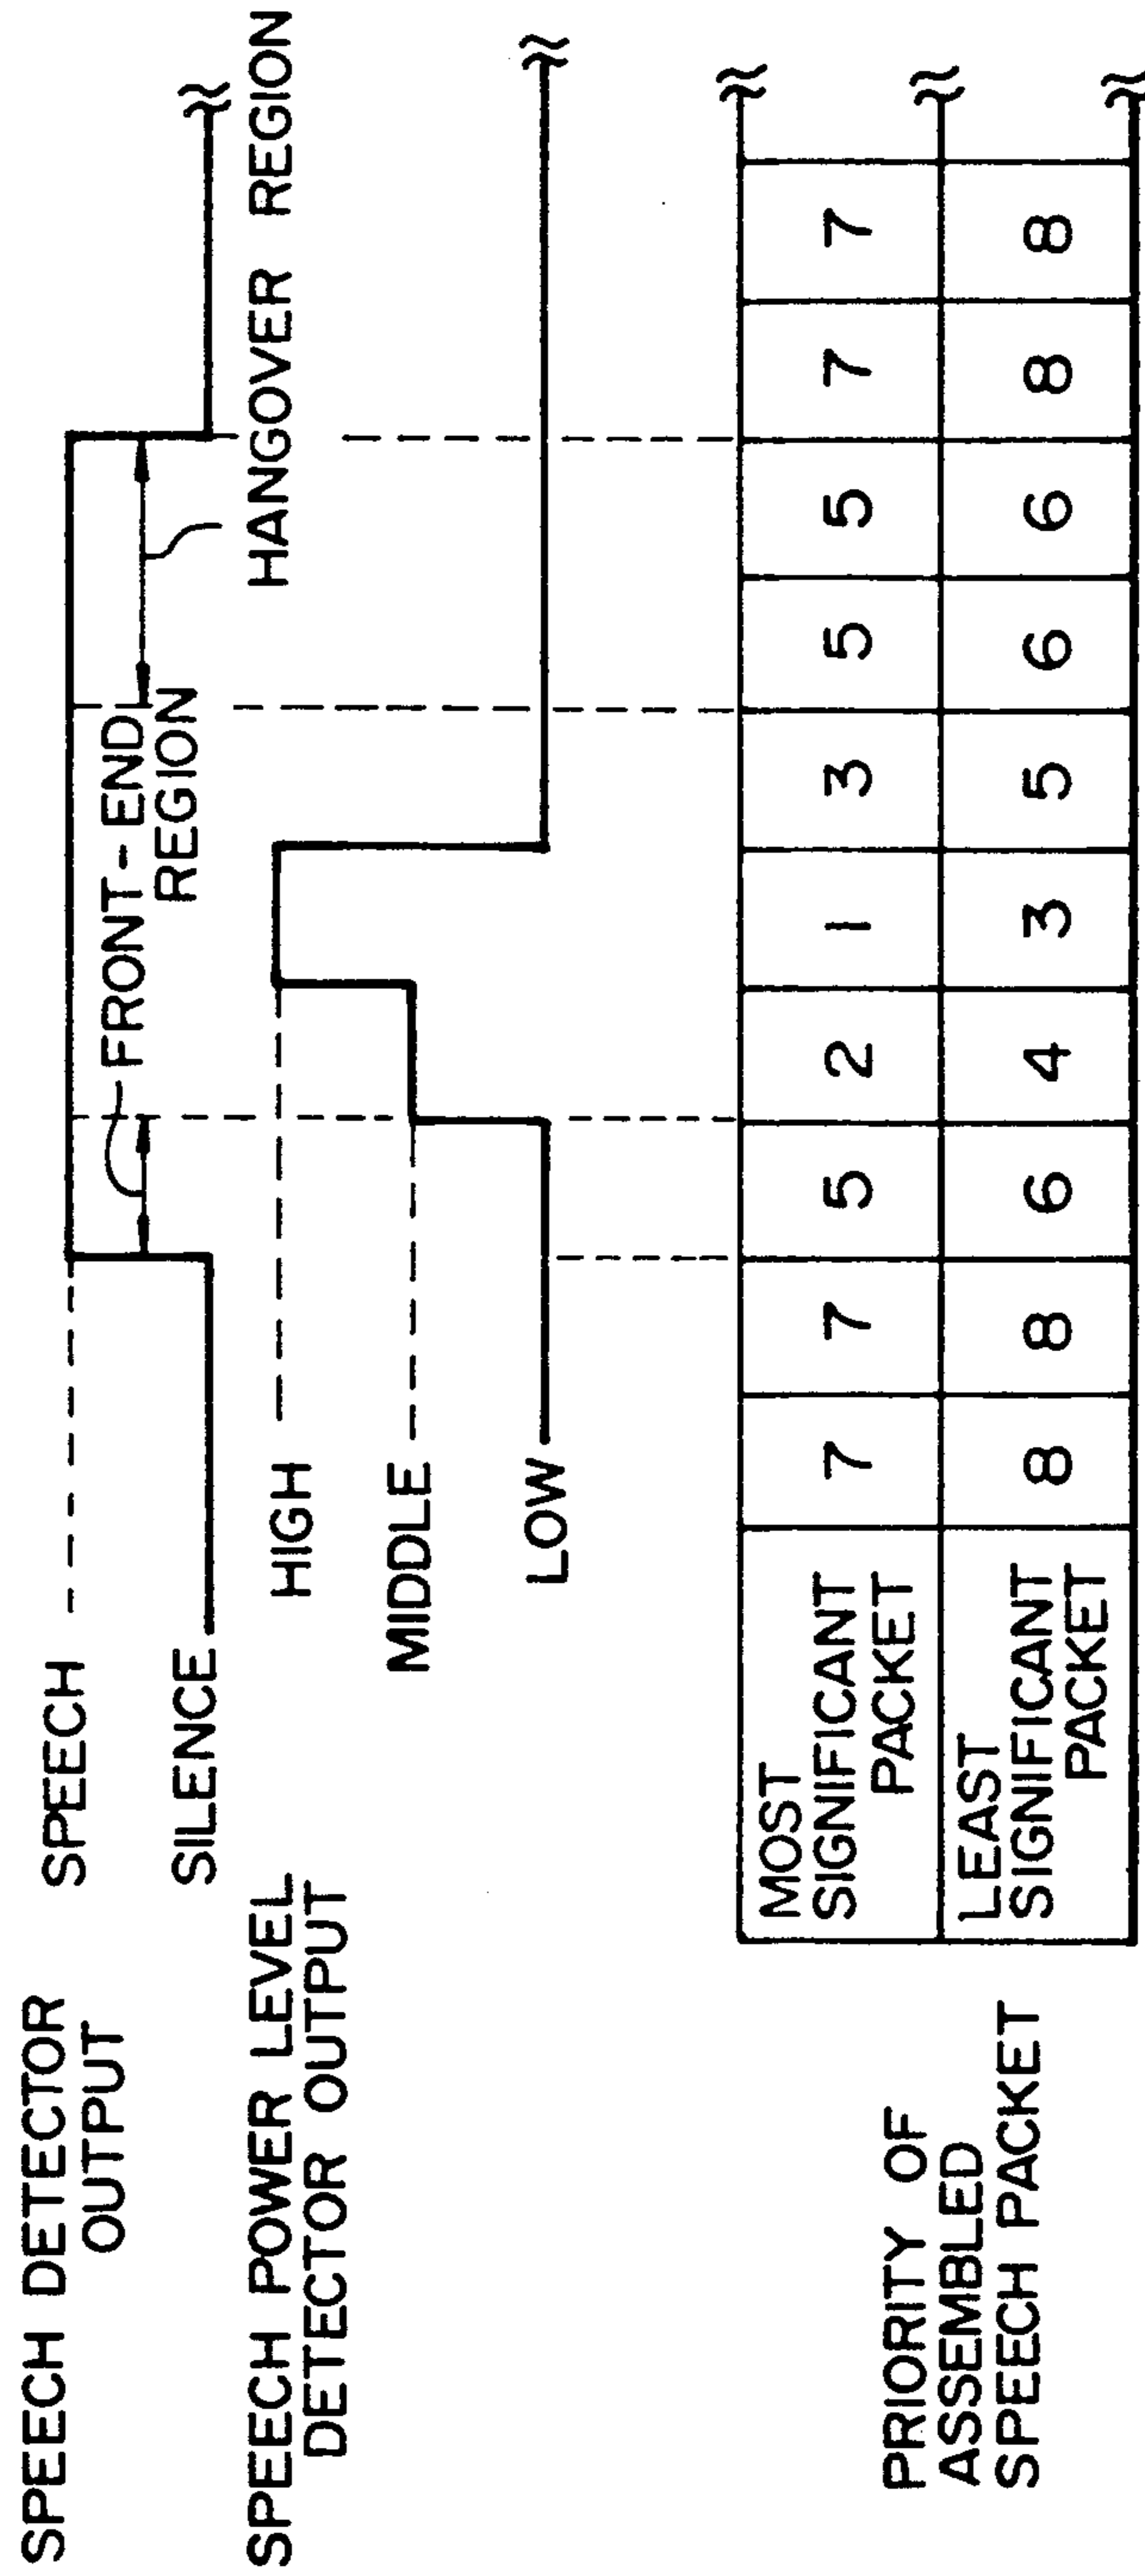 SPEECH DETECTOR
OUTPUT
SPEECH
SILENCE
FRONT-END
REGION
HANGOVER REGION
SPEECH POWER LEVEL
DETECTOR OUTPUT
HIGH
MIDDLE
LOW
PRIORITY OF
ASSEMBLED
SPEECH PACKET
MOST
SIGNIFICANT
PACKET
7 7 5 2 1 3 5 5 7 7
LEAST
SIGNIFICANT
PACKET
8 8 6 4 3 5 6 6 8 8